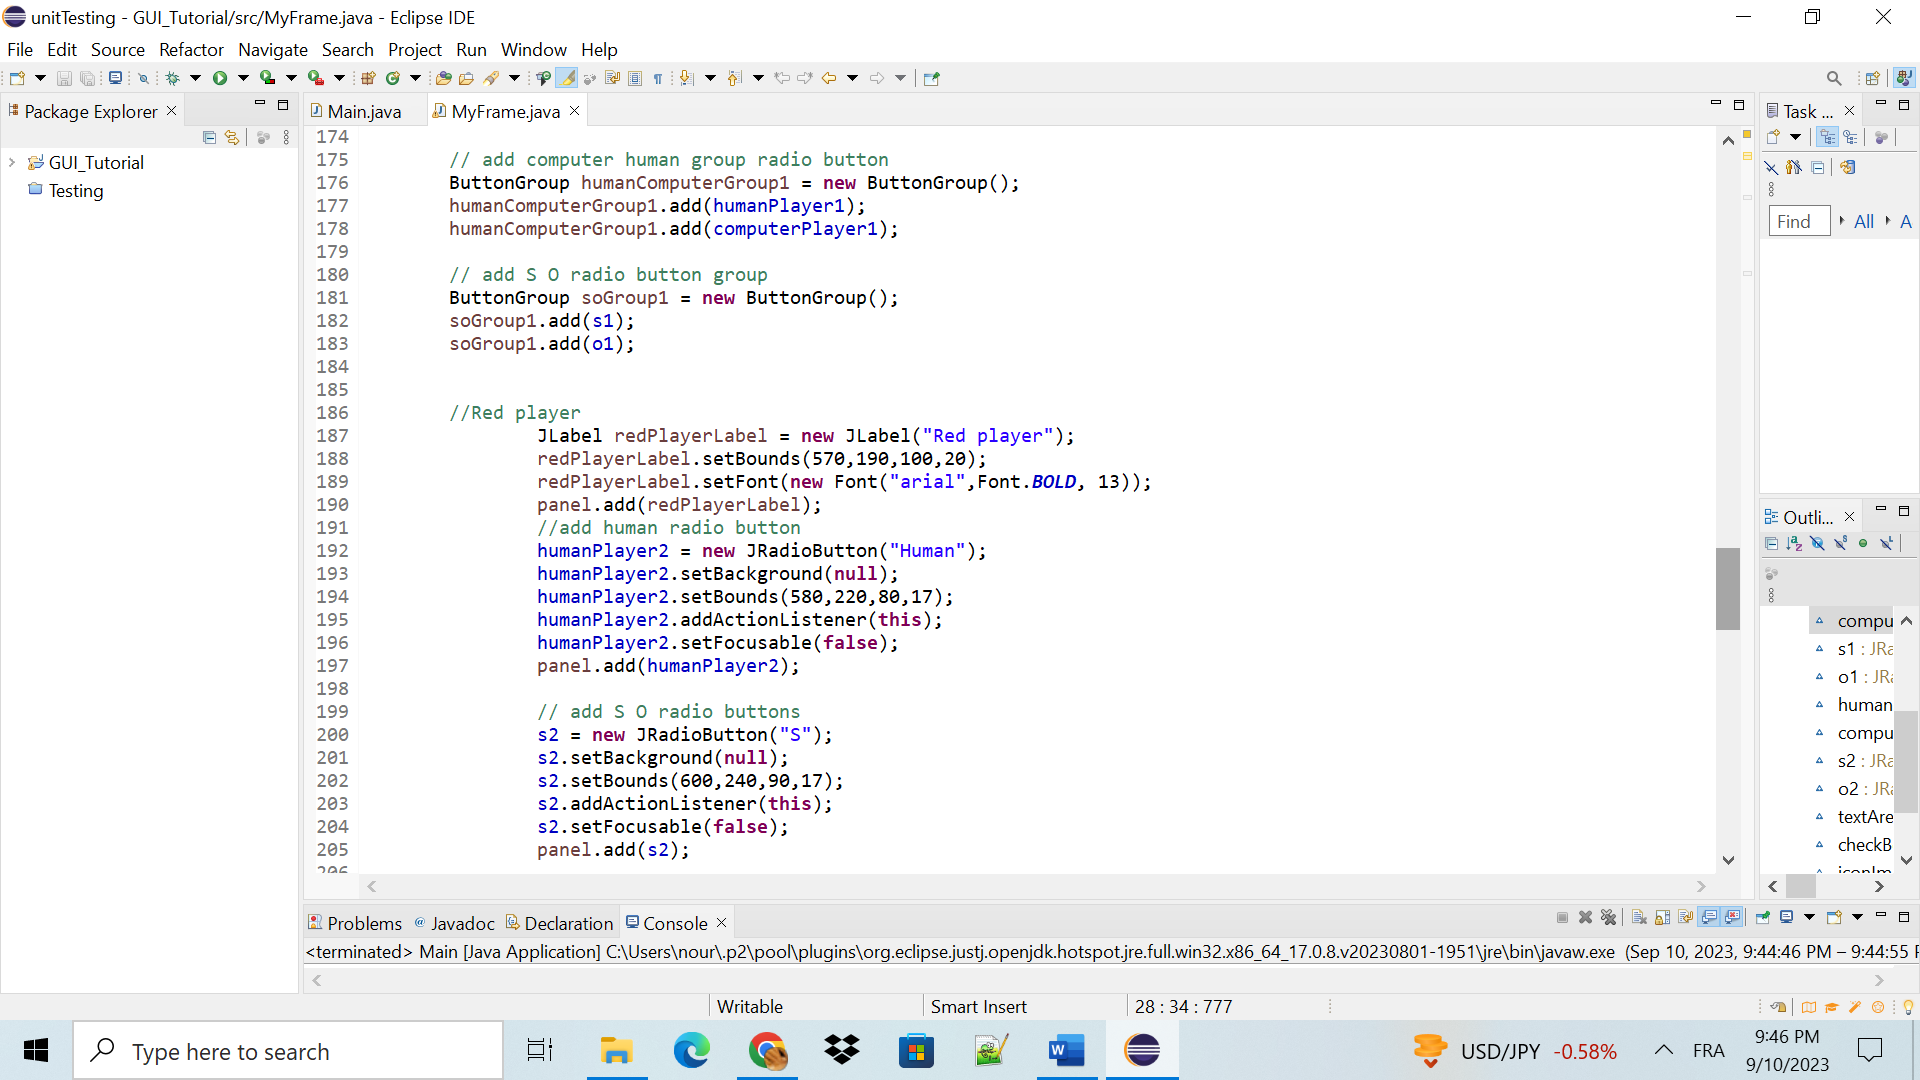 unitTesting - GUI_Tutorial/src/MyFrame.java - Eclipse IDE
File Edit Source Refactor Navigate Search Project Run Window Help
Package Explorer
GUI_Tutorial
Testing
Main.java MyFrame.java
174
175 // add computer human group radio button
176 ButtonGroup humanComputerGroup1 = new ButtonGroup();
177 humanComputerGroup1.add(humanPlayer1);
178 humanComputerGroup1.add(computerPlayer1);
179
180 // add S O radio button group
181 ButtonGroup soGroup1 = new ButtonGroup();
182 soGroup1.add(s1);
183 soGroup1.add(o1);
184
185
186 //Red player
187 JLabel redPlayerLabel = new JLabel("Red player");
188 redPlayerLabel.setBounds(570,190,100,20);
189 redPlayerLabel.setFont(new Font("arial",Font.BOLD, 13));
190 panel.add(redPlayerLabel);
191 //add human radio button
192 humanPlayer2 = new JRadioButton("Human");
193 humanPlayer2.setBackground(null);
194 humanPlayer2.setBounds(580,220,80,17);
195 humanPlayer2.addActionListener(this);
196 humanPlayer2.setFocusable(false);
197 panel.add(humanPlayer2);
198
199 // add S O radio buttons
200 s2 = new JRadioButton("S");
201 s2.setBackground(null);
202 s2.setBounds(600,240,90,17);
203 s2.addActionListener(this);
204 s2.setFocusable(false);
205 panel.add(s2);
206
Task ...
Find All A
Outli...
compu
s1 : JRa
o1 : JRa
human
compu
s2 : JRa
o2 : JRa
textAre
checkB
iconIm
Problems Javadoc Declaration Console
<terminated> Main [Java Application] C:\Users\nour\.p2\pool\plugins\org.eclipse.justj.openjdk.hotspot.jre.full.win32.x86_64_17.0.8.v20230801-1951\jre\bin\javaw.exe (Sep 10, 2023, 9:44:46 PM – 9:44:55 P
Writable Smart Insert 28 : 34 : 777
Type here to search
USD/JPY -0.58%
FRA
9:46 PM
9/10/2023